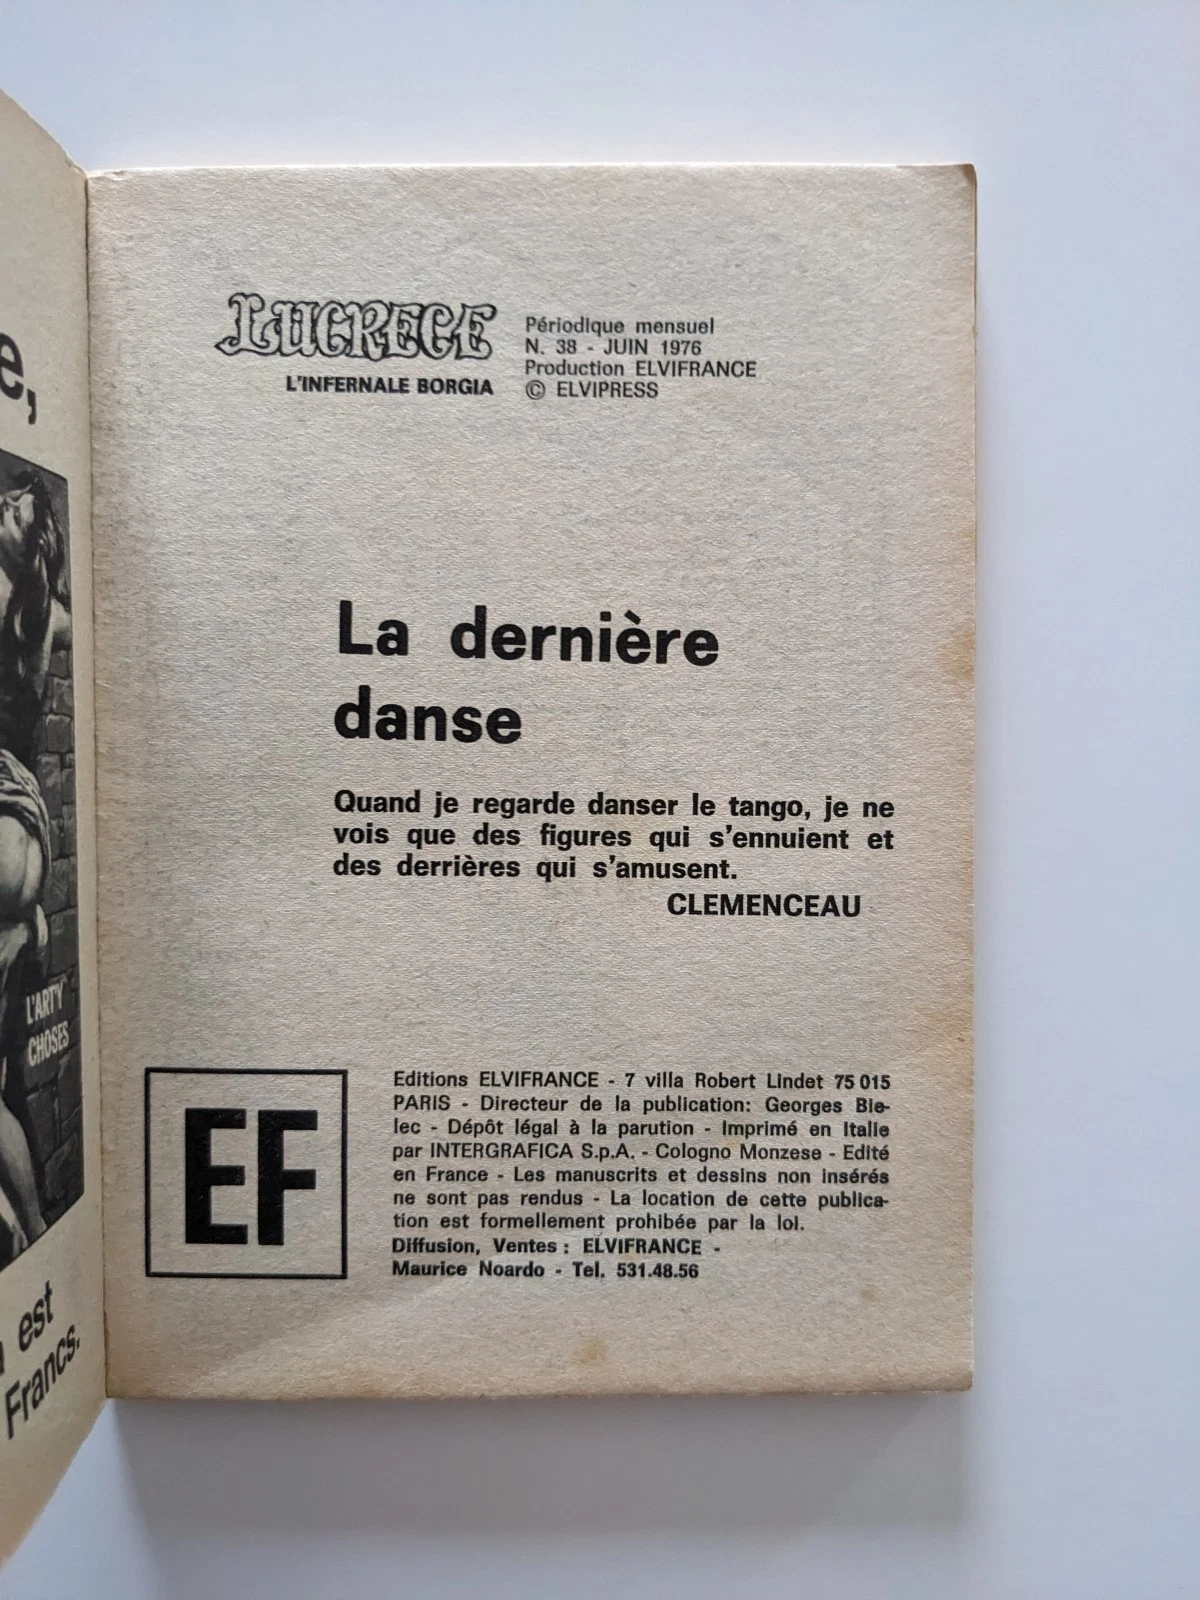 e,
L'ARTY
CHOSES
est
Francs.
LUCRECE
L'INFERNALE BORGIA
Périodique mensuel
N. 38 - JUIN 1976
Production ELVIFRANCE
© ELVIPRESS
La dernière
danse
Quand je regarde danser le tango, je ne
vois que des figures qui s'ennuient et
des derrières qui s'amusent.
CLEMENCEAU
EF
Editions ELVIFRANCE - 7 villa Robert Lindet 75 015
PARIS - Directeur de la publication: Georges Bie-
lec - Dépôt légal à la parution - Imprimé en Italie
par INTERGRAFICA S.p.A. - Cologno Monzese - Edité
en France - Les manuscrits et dessins non insérés
ne sont pas rendus - La location de cette publica-
tion est formellement prohibée par la loi.
Diffusion, Ventes : ELVIFRANCE -
Maurice Noardo - Tel. 531.48.56